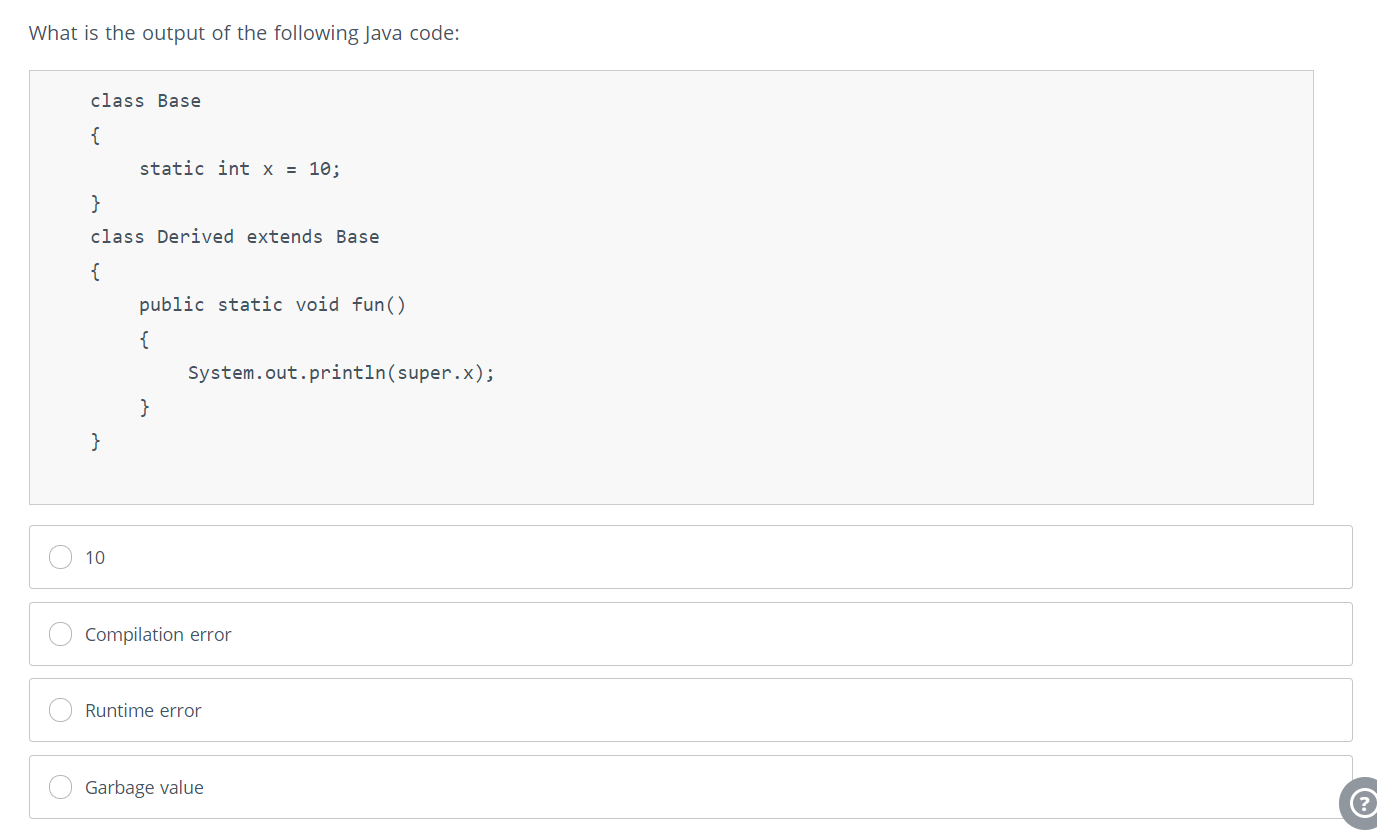 What is the output of the following Java code:
class Base
{
static int x = 10;
}
class Derived extends Base
{
public static void fun()
{
System.out.println(super.x);
}
}
10
Compilation error
Runtime error
Garbage value
?